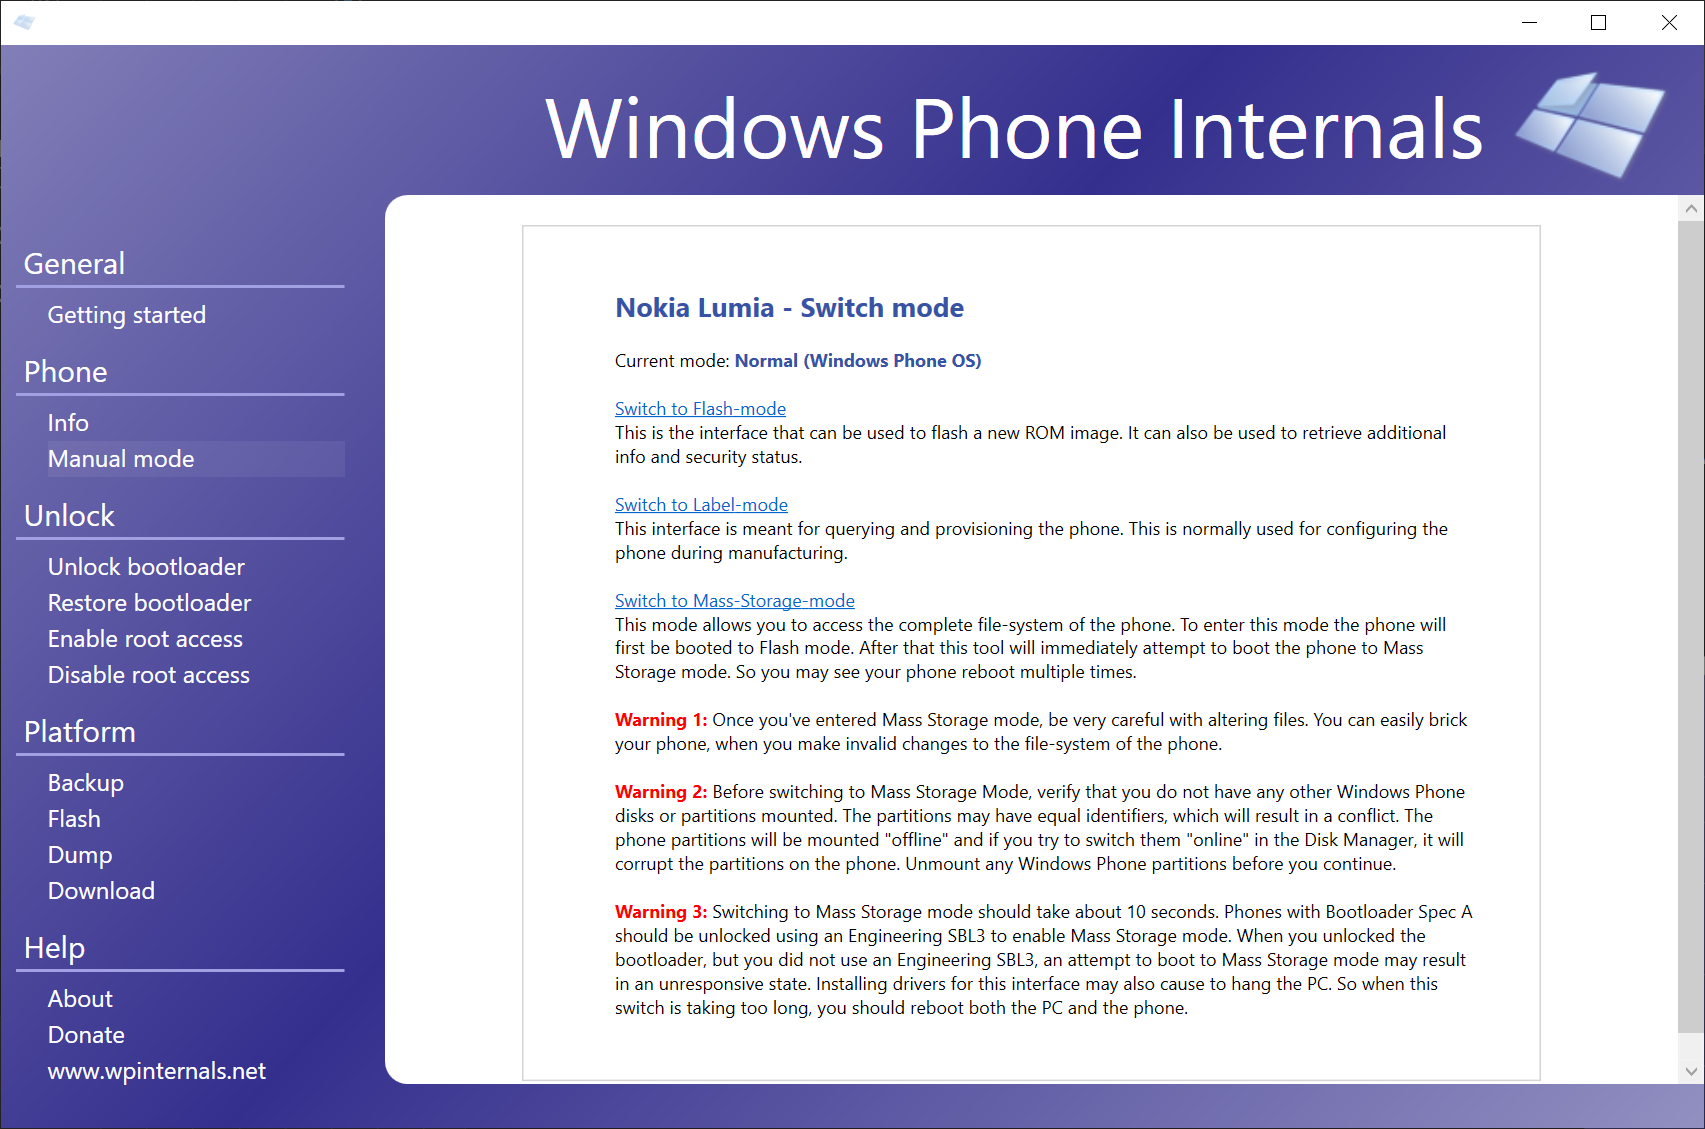 Windows Phone Internals
General
Getting started
Phone
Info
Manual mode
Unlock
Unlock bootloader
Restore bootloader
Enable root access
Disable root access
Platform
Backup
Flash
Dump
Download
Help
About
Donate
www.wpinternals.net
Nokia Lumia - Switch mode
Current mode: Normal (Windows Phone OS)
Switch to Flash-mode
This is the interface that can be used to flash a new ROM image. It can also be used to retrieve additional
info and security status.
Switch to Label-mode
This interface is meant for querying and provisioning the phone. This is normally used for configuring the
phone during manufacturing.
Switch to Mass-Storage-mode
This mode allows you to access the complete file-system of the phone. To enter this mode the phone will
first be booted to Flash mode. After that this tool will immediately attempt to boot the phone to Mass
Storage mode. So you may see your phone reboot multiple times.
Warning 1: Once you've entered Mass Storage mode, be very careful with altering files. You can easily brick
your phone, when you make invalid changes to the file-system of the phone.
Warning 2: Before switching to Mass Storage Mode, verify that you do not have any other Windows Phone
disks or partitions mounted. The partitions may have equal identifiers, which will result in a conflict. The
phone partitions will be mounted "offline" and if you try to switch them "online" in the Disk Manager, it will
corrupt the partitions on the phone. Unmount any Windows Phone partitions before you continue.
Warning 3: Switching to Mass Storage mode should take about 10 seconds. Phones with Bootloader Spec A
should be unlocked using an Engineering SBL3 to enable Mass Storage mode. When you unlocked the
bootloader, but you did not use an Engineering SBL3, an attempt to boot to Mass Storage mode may result
in an unresponsive state. Installing drivers for this interface may also cause to hang the PC. So when this
switch is taking too long, you should reboot both the PC and the phone.